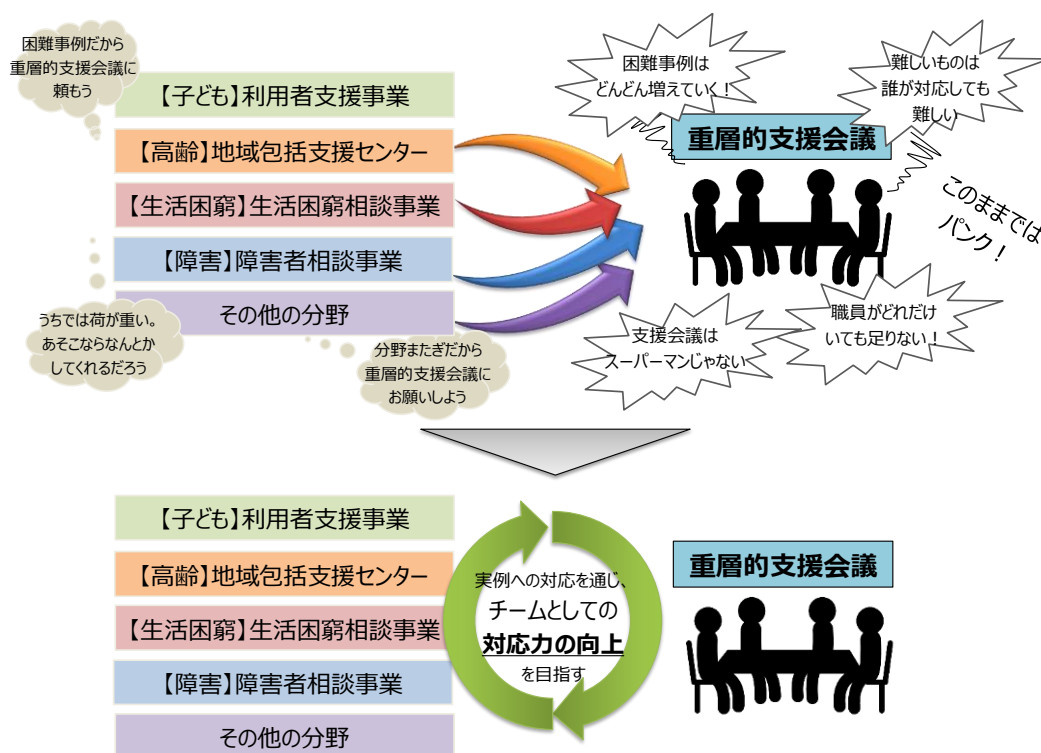 困難事例だから
重層的支援会議に
頼もう
【子ども】利用者支援事業
【高齢】地域包括支援センター
【生活困窮】生活困窮相談事業
【障害】障害者相談事業
その他の分野
うちでは荷が重い。
あそこならなんとか
してくれるだろう
分野またぎだから
重層的支援会議に
お願いしよう
困難事例は
どんどん増えていく！
難しいものは
誰が対応しても
難しい
重層的支援会議
このままでは
パンク！
支援会議は
スーパーマンじゃない
職員がどれだけ
いても足りない！
【子ども】利用者支援事業
【高齢】地域包括支援センター
【生活困窮】生活困窮相談事業
【障害】障害者相談事業
その他の分野
実例への対応を通じ、
チームとしての
対応力の向上
を目指す
重層的支援会議